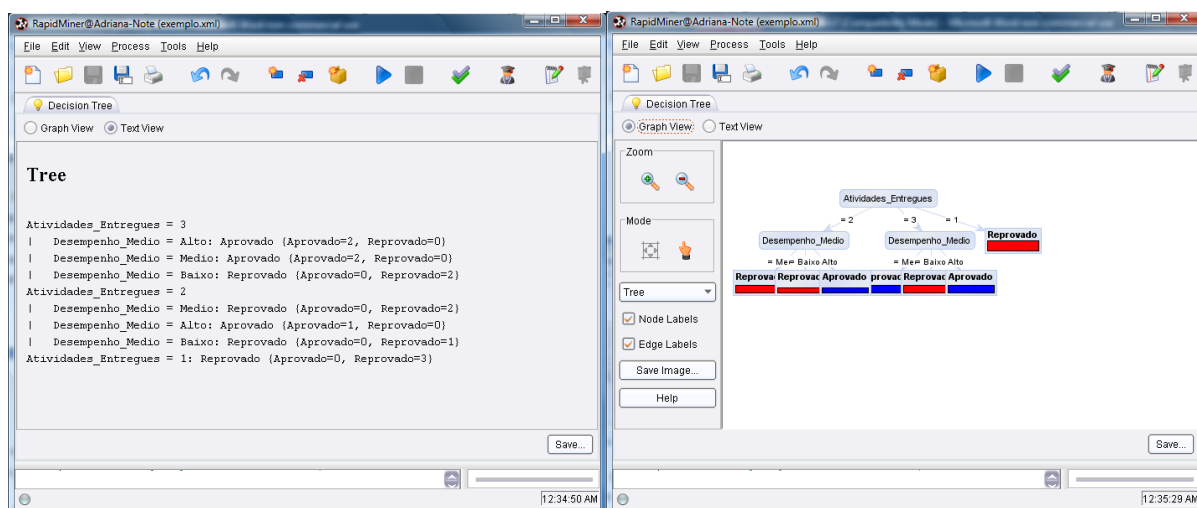 RapidMiner@Adriana-Note (exemplo.xml)
File Edit View Process Tools Help
Decision Tree
Graph View Text View
Tree
Atividades_Entregues = 3
| Desempenho_Medio = Alto: Aprovado {Aprovado=2, Reprovado=0}
| Desempenho_Medio = Medio: Aprovado {Aprovado=2, Reprovado=0}
| Desempenho_Medio = Baixo: Reprovado {Aprovado=0, Reprovado=2}
Atividades_Entregues = 2
| Desempenho_Medio = Medio: Reprovado {Aprovado=0, Reprovado=2}
| Desempenho_Medio = Alto: Aprovado {Aprovado=1, Reprovado=0}
| Desempenho_Medio = Baixo: Reprovado {Aprovado=0, Reprovado=1}
Atividades_Entregues = 1: Reprovado {Aprovado=0, Reprovado=3}
Save...
12:34:50 AM
RapidMiner@Adriana-Note (exemplo.xml)
File Edit View Process Tools Help
Decision Tree
Graph View Text View
Zoom
Mode
Tree
Node Labels
Edge Labels
Save Image...
Help
Atividades_Entregues
= 2 = 3 = 1
Desempenho_Medio Desempenho_Medio Reprovado
= Me= Baixo Alto = Me= Baixo Alto
Reprova Reprovac Aprovado provac Reprovac Aprovado
Save...
12:35:29 AM